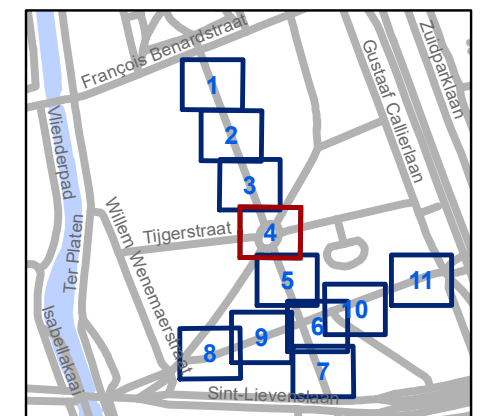 François Benardstraat
Zuidparklaan
Gustaaf Callierlaan
Vlienderpad
1
2
3
Willem Wenemaerstraat
Tijgerstraat
4
Ter Platen
5
11
10
6
9
8
7
Isabellakaai
Sint-Lievenslaan